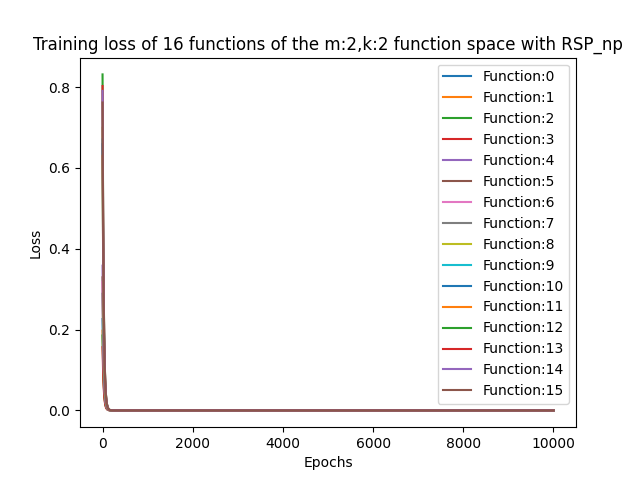 Training loss of 16 functions of the m:2,k:2 function space with RSP_np
Loss
0.8
0.6
0.4
0.2
0.0
0
2000
4000
6000
8000
10000
Epochs
Function:0
Function:1
Function:2
Function:3
Function:4
Function:5
Function:6
Function:7
Function:8
Function:9
Function:10
Function:11
Function:12
Function:13
Function:14
Function:15